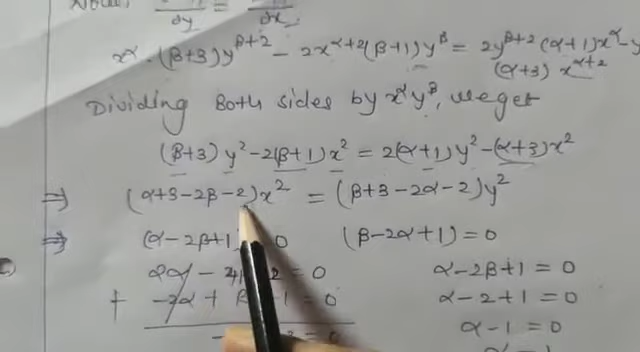 ∂y ∂x
x^α . (β+3) y^(β+2) − 2x^(α+2)(β+1) y^β = 2y^(β+2) (α+1) x^α − y
(α+3) x^(α+2)
Dividing Both sides by x^α y^β, we get
(β+3) y² − 2(β+1) x² = 2(α+1) y² − (α+3) x²
⇒ (α+3−2β−2) x² = (β+3−2α−2) y²
⇒ (α−2β+1) 0 (β−2α+1) = 0
2α − 4 2 = 0 α−2β+1 = 0
+ −2α + β 1 = 0 α−2+1 = 0
= 0 α−1 = 0